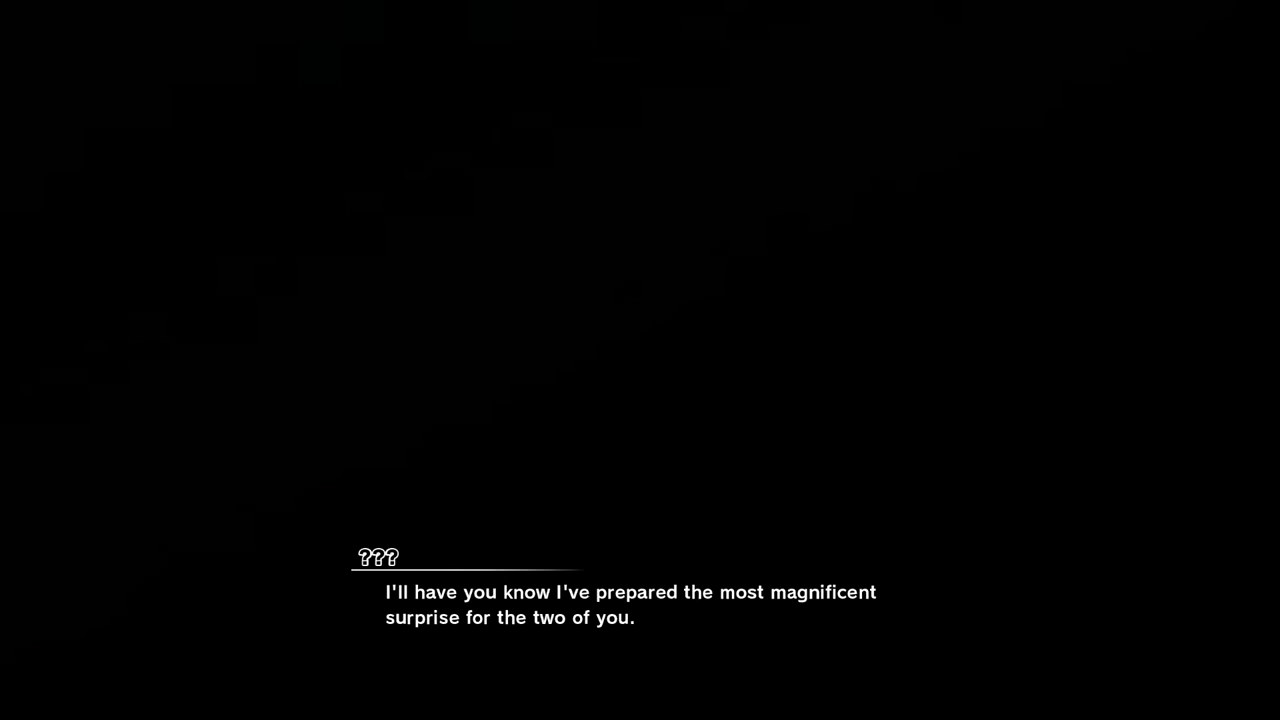 ???
I'll have you know I've prepared the most magnificent
surprise for the two of you.